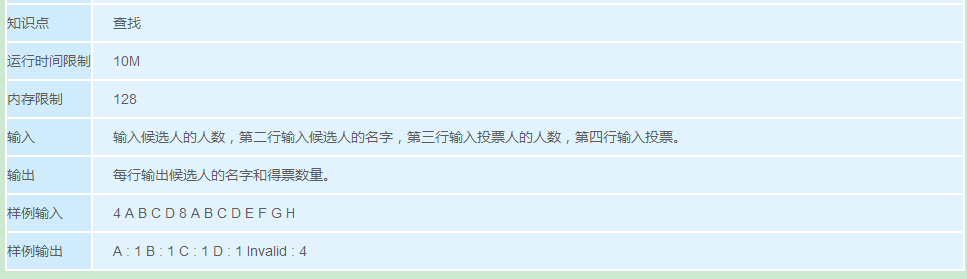 知识点 查找
运行时间限制 10M
内存限制 128
输入 输入候选人的人数，第二行输入候选人的名字，第三行输入投票人的人数，第四行输入投票。
输出 每行输出候选人的名字和得票数量。
样例输入 4 A B C D 8 A B C D E F G H
样例输出 A : 1 B : 1 C : 1 D : 1 Invalid : 4